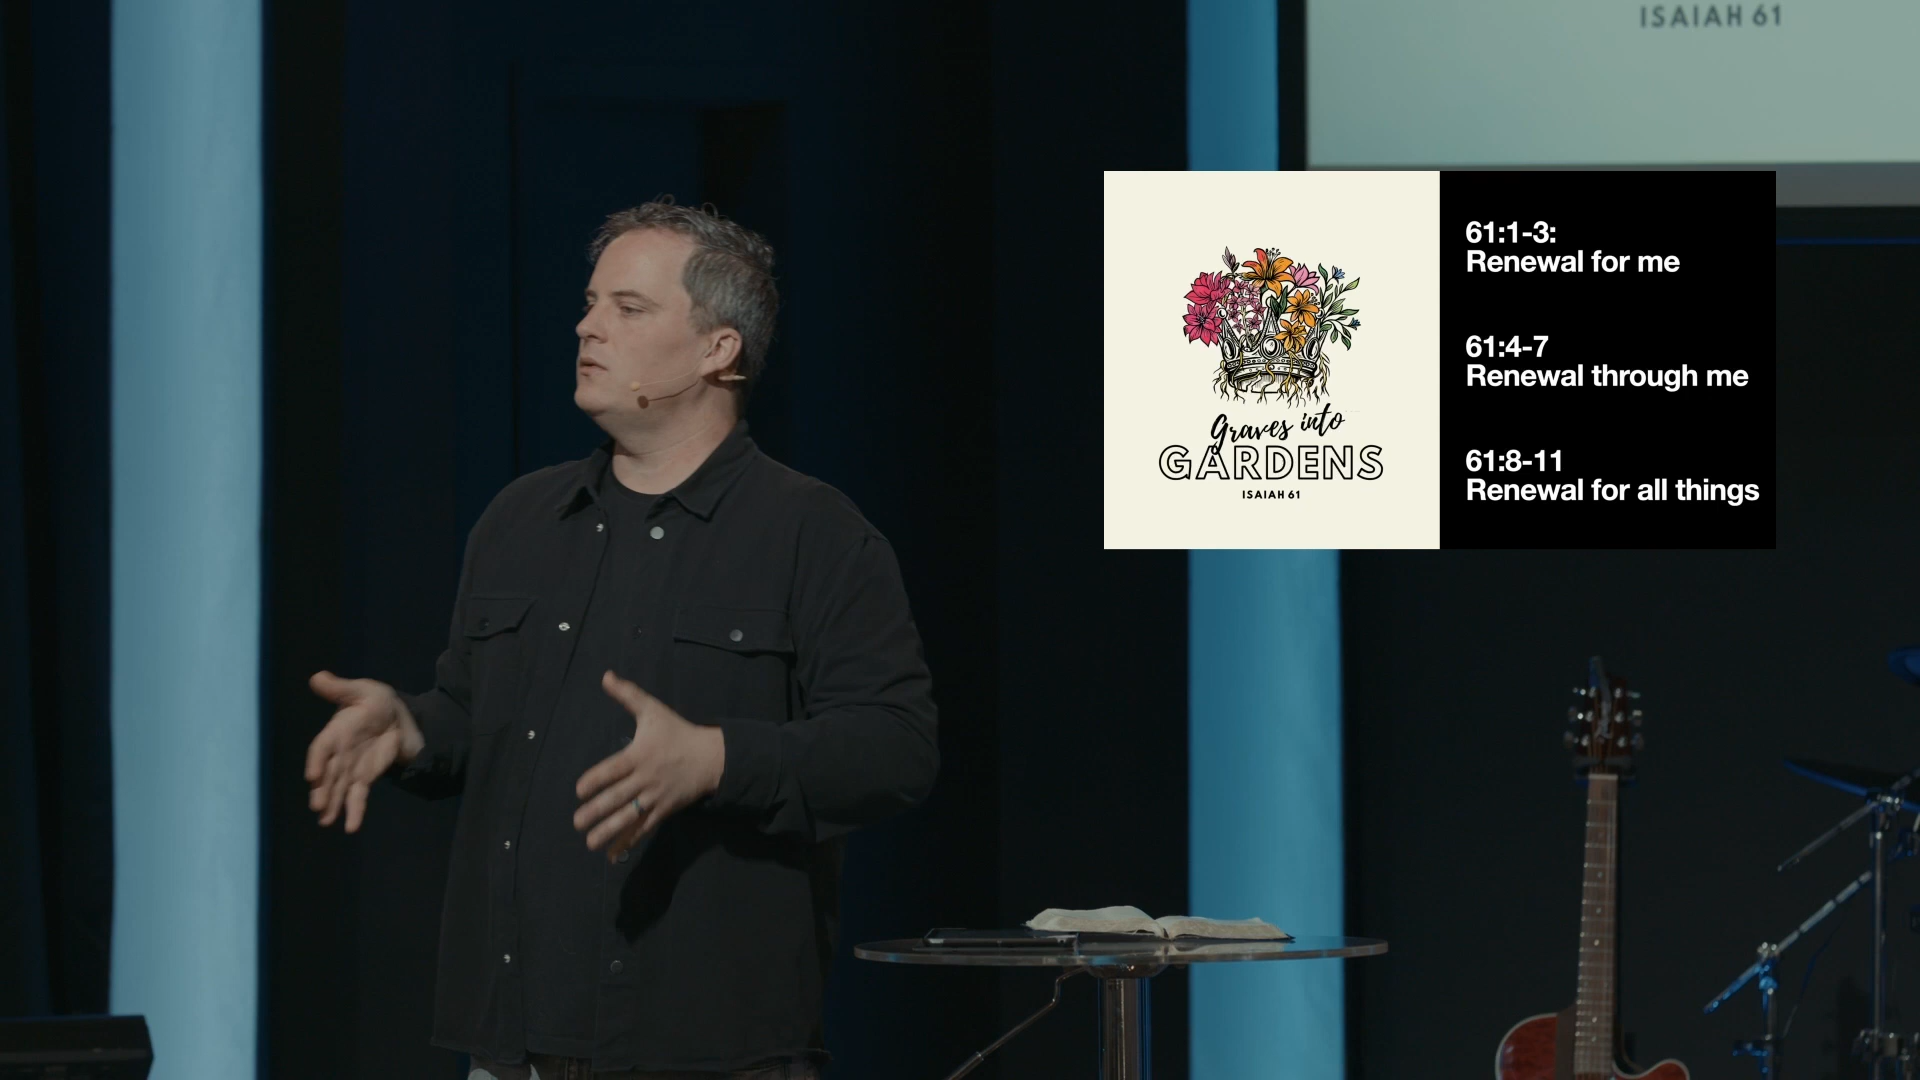 ISAIAH 61
Graves into
GARDENS
ISAIAH 61
61:1-3:
Renewal for me
61:4-7
Renewal through me
61:8-11
Renewal for all things